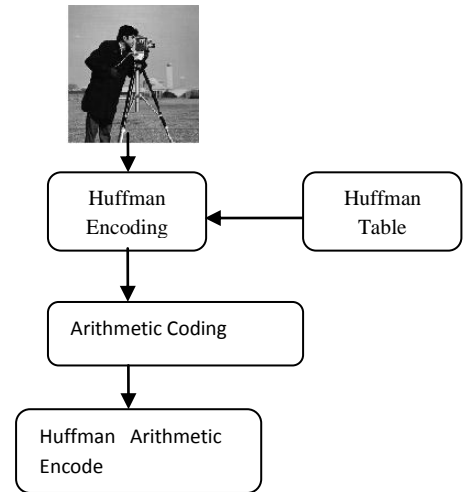 Huffman
Encoding
Huffman
Table
Arithmetic Coding
Huffman Arithmetic
Encode